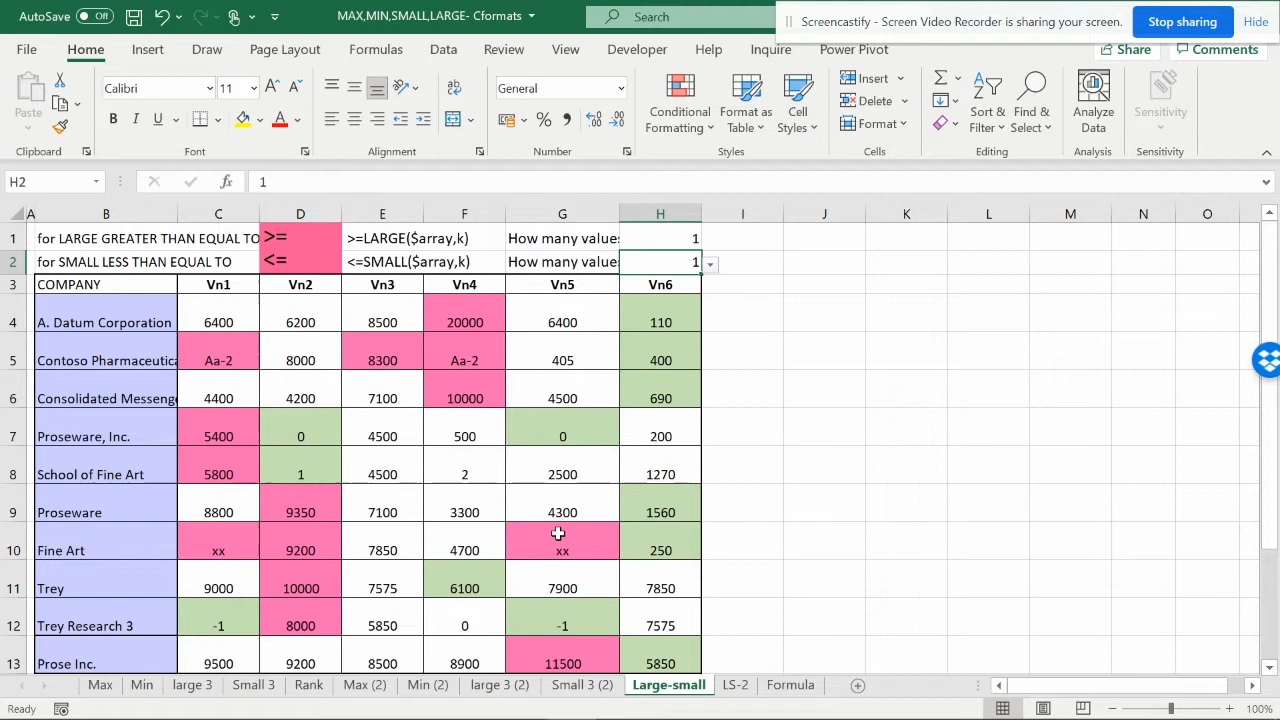 AutoSave Off MAX,MIN,SMALL,LARGE- Cformats Search Screencastify - Screen Video Recorder is sharing your screen. Stop sharing Hide
File Home Insert Draw Page Layout Formulas Data Review View Developer Help Inquire Power Pivot Share Comments
Paste Calibri 11 General Conditional Formatting Format as Table Cell Styles Insert Delete Format Sort & Filter Find & Select Analyze Data Sensitivity
Clipboard Font Alignment Number Styles Cells Editing Analysis Sensitivity
H2 fx 1
A B C D E F G H I J K L M N O
1 for LARGE GREATER THAN EQUAL TO >= >=LARGE($array,k) How many values 1
2 for SMALL LESS THAN EQUAL TO <= <=SMALL($array,k) How many values 1
3 COMPANY Vn1 Vn2 Vn3 Vn4 Vn5 Vn6
4 A. Datum Corporation 6400 6200 8500 20000 6400 110
5 Contoso Pharmaceutica Aa-2 8000 8300 Aa-2 405 400
6 Consolidated Messenge 4400 4200 7100 10000 4500 690
7 Proseware, Inc. 5400 0 4500 500 0 200
8 School of Fine Art 5800 1 4500 2 2500 1270
9 Proseware 8800 9350 7100 3300 4300 1560
10 Fine Art xx 9200 7850 4700 xx 250
11 Trey 9000 10000 7575 6100 7900 7850
12 Trey Research 3 -1 8000 5850 0 -1 7575
13 Prose Inc. 9500 9200 8500 8900 11500 5850
Max Min large 3 Small 3 Rank Max (2) Min (2) large 3 (2) Small 3 (2) Large-small LS-2 Formula
Ready 100%